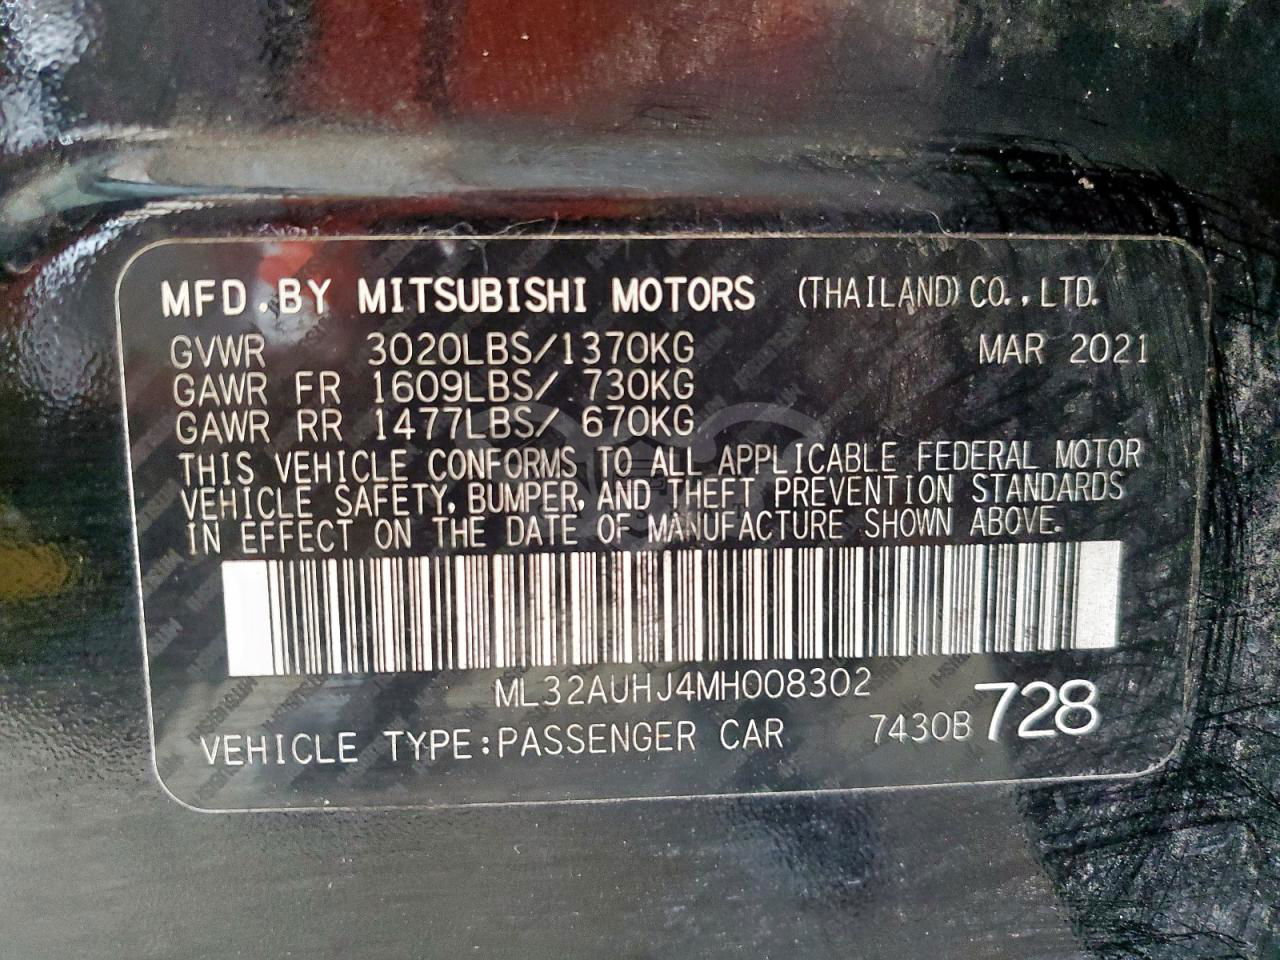 MFD.BY MITSUBISHI MOTORS (THAILAND) CO.,LTD.
GVWR 3020LBS/1370KG MAR 2021
GAWR FR 1609LBS/ 730KG
GAWR RR 1477LBS/ 670KG
THIS VEHICLE CONFORMS TO ALL APPLICABLE FEDERAL MOTOR
VEHICLE SAFETY, BUMPER, AND THEFT PREVENTION STANDARDS
IN EFFECT ON THE DATE OF MANUFACTURE SHOWN ABOVE.
ML32AUHJ4MH008302
VEHICLE TYPE:PASSENGER CAR 7430B 728